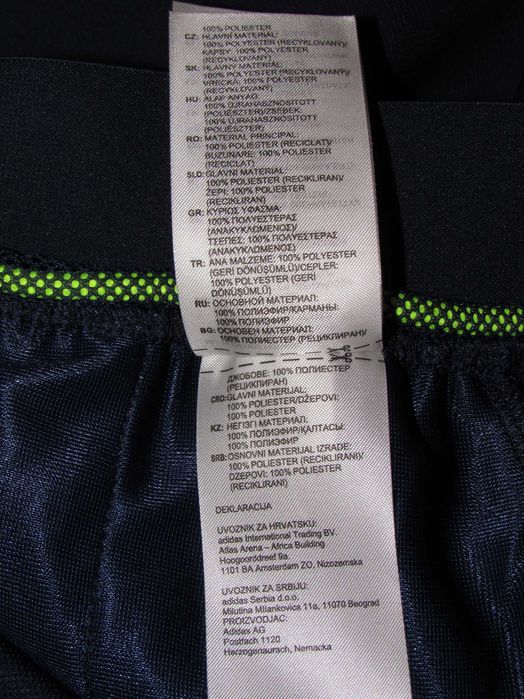 100% POLIESTER
CZ: HLAVNÍ MATERIÁL:
100% POLYESTER (RECYKLOVANÝ)/
KAPSY: 100% POLYESTER
(RECYKLOVANÝ)
SK: HLAVNÝ MATERIÁL:
100% POLYESTER (RECYKLOVANÝ)/
VRECKÁ: 100% POLYESTER
(RECYKLOVANÝ)
HU: ALAP ANYAG:
100% ÚJRAHASZNOSÍTOTT
(POLIÉSZTER)/ZSEBEK:
100% ÚJRAHASZNOSÍTOTT
(POLIÉSZTER)
RO: MATERIAL PRINCIPAL:
100% POLIESTER (RECICLAT)/
BUZUNARE: 100% POLIESTER
(RECICLAT)
SLO: GLAVNI MATERIAL:
100% POLIESTER (RECIKLIRAN)/
ŽEPI: 100% POLIESTER
(RECIKLIRAN)
GR: ΚΥΡΙΩΣ ΥΦΑΣΜΑ:
100% ΠΟΛΥΕΣΤΕΡΑΣ
(ΑΝΑΚΥΚΛΩΜΕΝΟΣ)/
ΤΣΕΠΕΣ: 100% ΠΟΛΥΕΣΤΕΡΑΣ
(ΑΝΑΚΥΚΛΩΜΕΝΟΣ)
TR: ANA MALZEME: 100% POLYESTER
(GERİ DÖNÜŞÜMLÜ)/CEPLER:
100% POLYESTER (GERİ
DÖNÜŞÜMLÜ)
RU: ОСНОВНОЙ МАТЕРИАЛ:
100% ПОЛИЭФИР/КАРМАНЫ:
100% ПОЛИЭФИР
BG: ОСНОВЕН МАТЕРИАЛ:
100% ПОЛИЕСТЕР (РЕЦИКЛИРАН)/
ДЖОБОВЕ: 100% ПОЛИЕСТЕР
(РЕЦИКЛИРАН)
CRO: GLAVNI MATERIJAL:
100% POLIESTER/DŽEPOVI:
100% POLIESTER
KZ: НЕГІЗГІ МАТЕРИАЛ:
100% ПОЛИЭФИР/ҚАЛТАСЫ:
100% ПОЛИЭФИР
SRB: OSNOVNI MATERIJAL IZRADE:
100% POLIESTER (RECIKLIRANI)/
DZEPOVI: 100% POLIESTER
(RECIKLIRANI)
DEKLARACIJA
UVOZNIK ZA HRVATSKU:
adidas International Trading BV.
Atlas Arena – Africa Building
Hoogoorddreef 9a.
1101 BA Amsterdam ZO, Nizozemska
UVOZNIK ZA SRBIJU:
adidas Serbia d.o.o.
Milutina Milankovica 11a, 11070 Beograd
PROIZVODJAC:
Adidas AG
Postfach 1120
Herzogenaurach, Nemacka